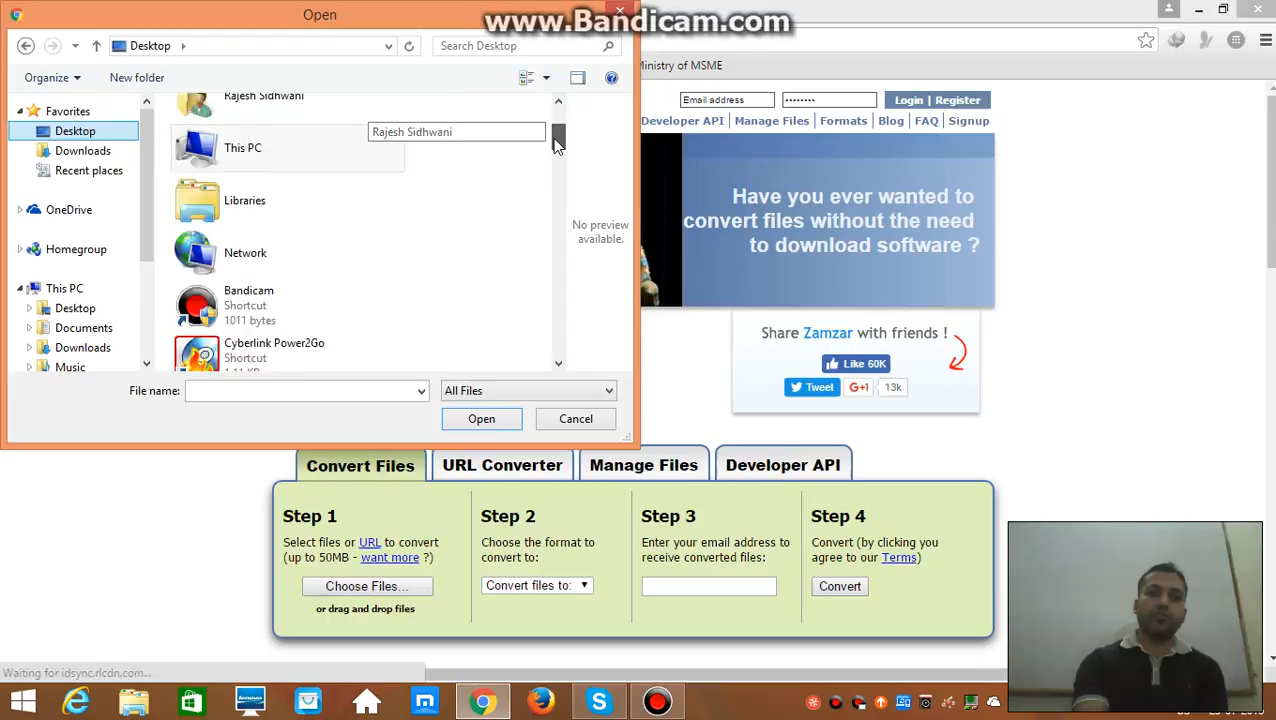 Open
www.Bandicam.com
Desktop
Search Desktop
Ministry of MSME
Organize
New folder
Rajesh Sidhwani
Favorites
Desktop
Downloads
Recent places
OneDrive
Homegroup
This PC
Desktop
Documents
Downloads
Music
Rajesh Sidhwani
This PC
Libraries
Network
Bandicam
Shortcut
1011 bytes
Cyberlink Power2Go
Shortcut
No preview
available.
File name:
All Files
Open
Cancel
Email address
Login | Register
Developer API
Manage Files
Formats
Blog
FAQ
Signup
Have you ever wanted to
convert files without the need
to download software ?
Share Zamzar with friends !
Like 60K
Tweet
G+1
13k
Convert Files
URL Converter
Manage Files
Developer API
Step 1
Select files or URL to convert
(up to 50MB - want more ?)
Choose Files...
or drag and drop files
Step 2
Choose the format to
convert to:
Convert files to:
Step 3
Enter your email address to
receive converted files:
Step 4
Convert (by clicking you
agree to our Terms)
Convert
Waiting for idsync.rlcdn.com...
lenovo